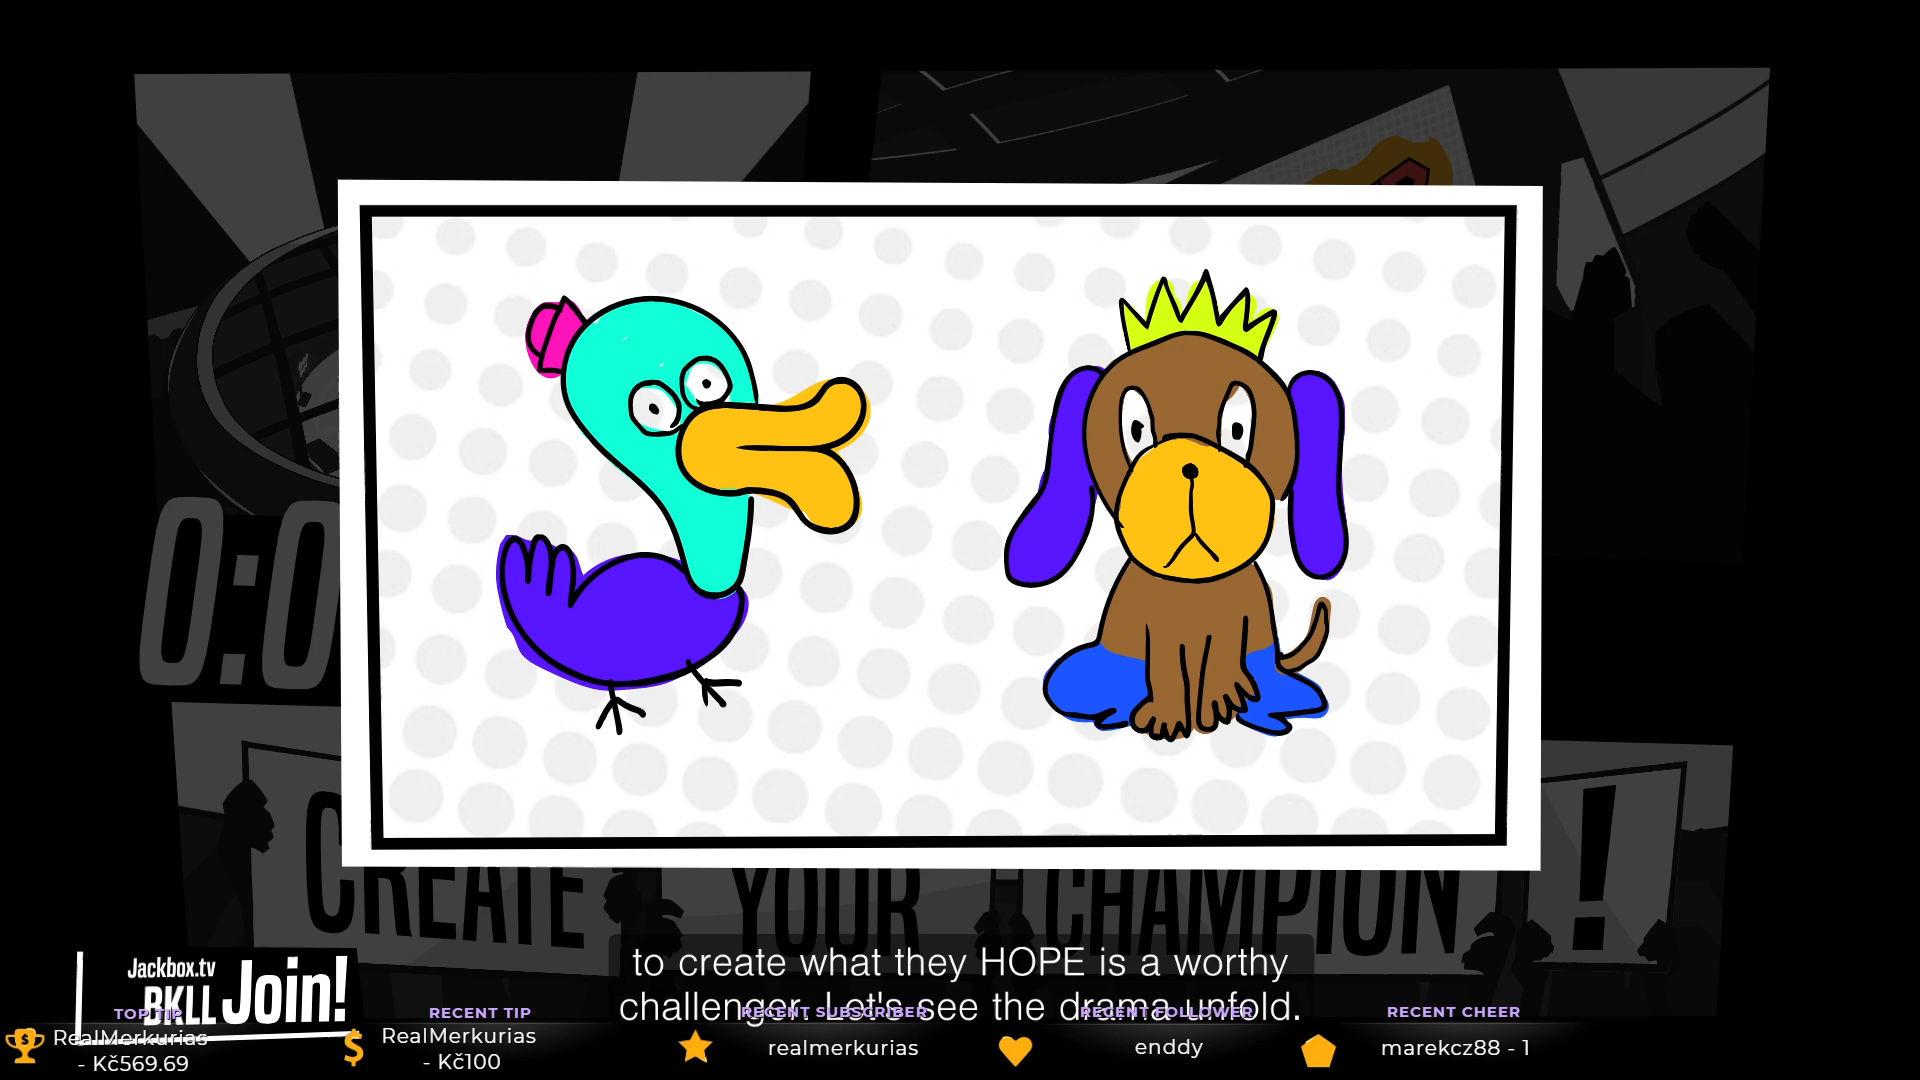 0:0
CREATE YOUR CHAMPION!
to create what they HOPE is a worthy
challenger. Let's see the drama unfold.
Jackbox.tv
BKLL
Join!
TOP TIP
RealMerkurias
- Kč569.69
RECENT TIP
RealMerkurias
- Kč100
RECENT SUBSCRIBER
realmerkurias
RECENT FOLLOWER
enddy
RECENT CHEER
marekcz88 - 1